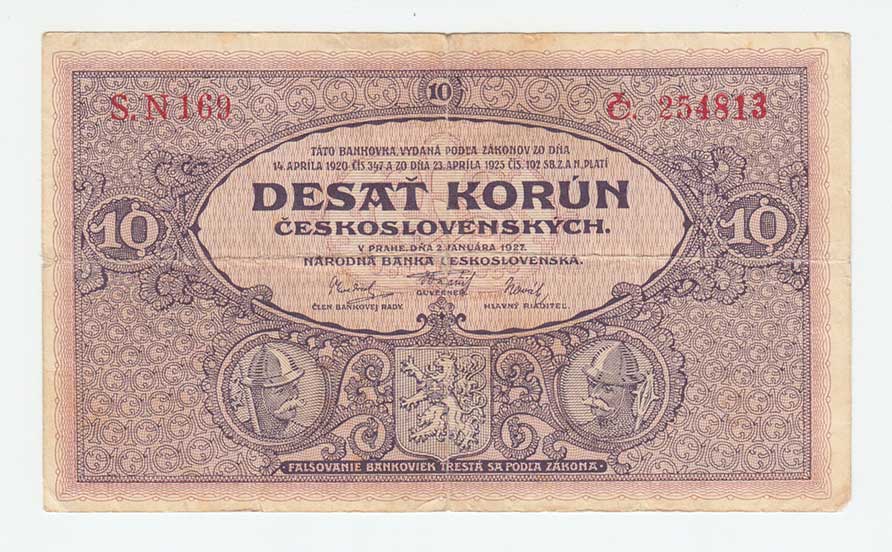 10
S. N 169
Č. 254813
TÁTO BANKOVKA, VYDANÁ PODĽA ZÁKONOV ZO DŇA
14. APRÍLA 1920 ČÍS 347 A ZO DŇA 23. APRÍLA 1925 ČÍS. 102 SB. Z. A N. PLATÍ
DESAŤ KORÚN
ČESKOSLOVENSKÝCH.
10
10
V PRAHE, DŇA 2. JANUÁRA 1927.
NÁRODNÁ BANKA ČESKOSLOVENSKÁ.
ČLEN BANKOVEJ RADY.
GUVERNÉR
HLAVNÝ RIADITEĽ.
FALŠOVANIE BANKOVIEK TRESTÁ SA PODĽA ZÁKONA